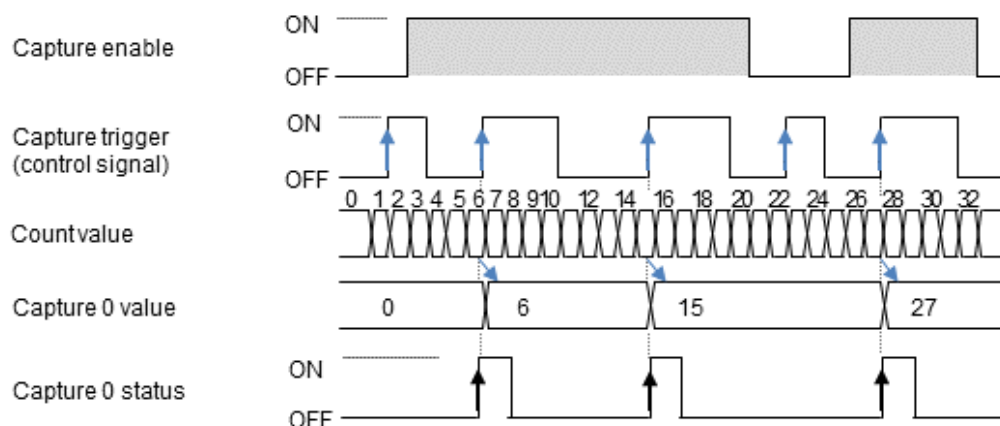 Capture enable
ON
OFF
Capture trigger
(control signal)
ON
OFF
Count value
0 1 2 3 4 5 6 7 8 9 10 12 14 16 18 20 22 24 26 28 30 32
Capture 0 value
0 6 15 27
Capture 0 status
ON
OFF